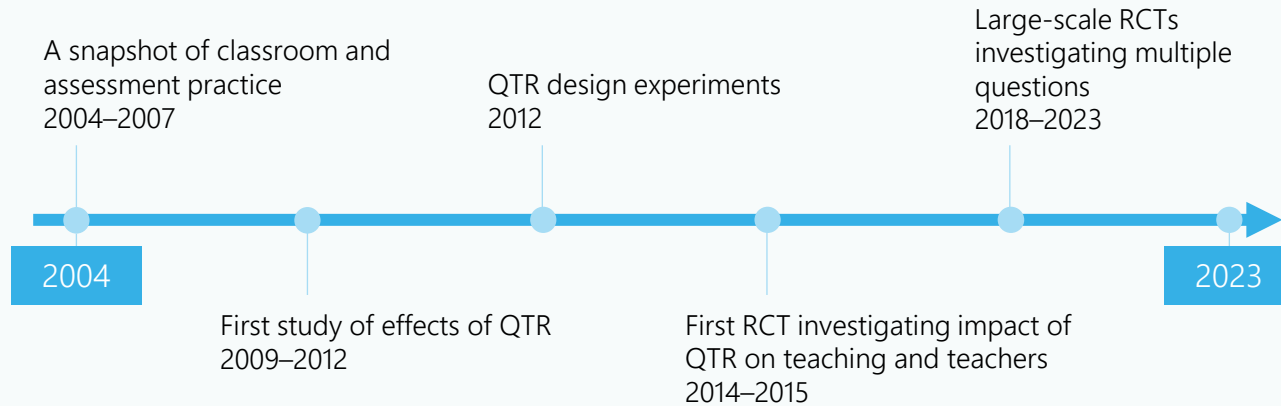 A snapshot of classroom and
assessment practice
2004–2007
QTR design experiments
2012
Large-scale RCTs
investigating multiple
questions
2018–2023
2004
2023
First study of effects of QTR
2009–2012
First RCT investigating impact of
QTR on teaching and teachers
2014–2015